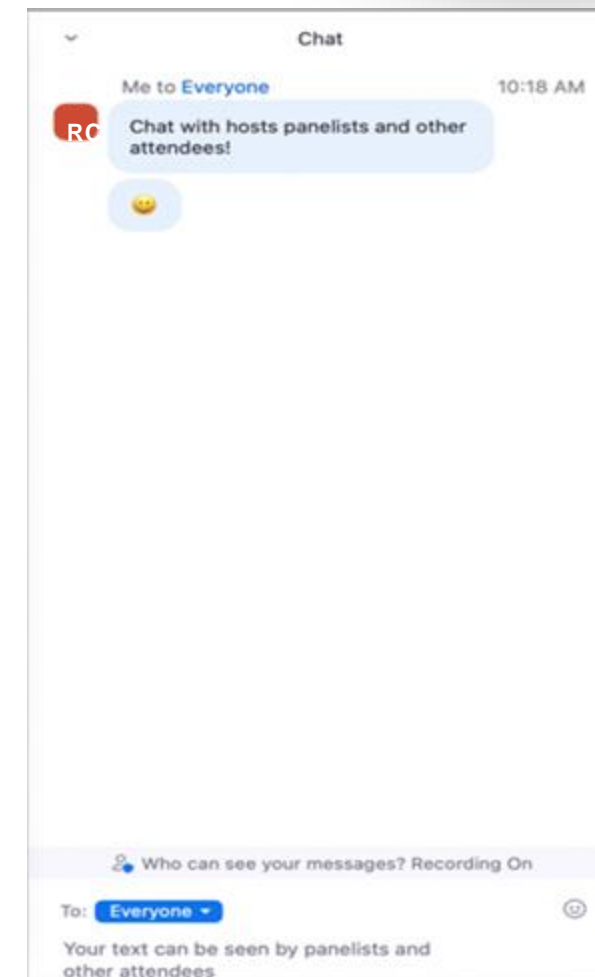 Chat
Me to Everyone 10:18 AM
RC
Chat with hosts panelists and other
attendees!
Who can see your messages? Recording On
To: Everyone
Your text can be seen by panelists and
other attendees